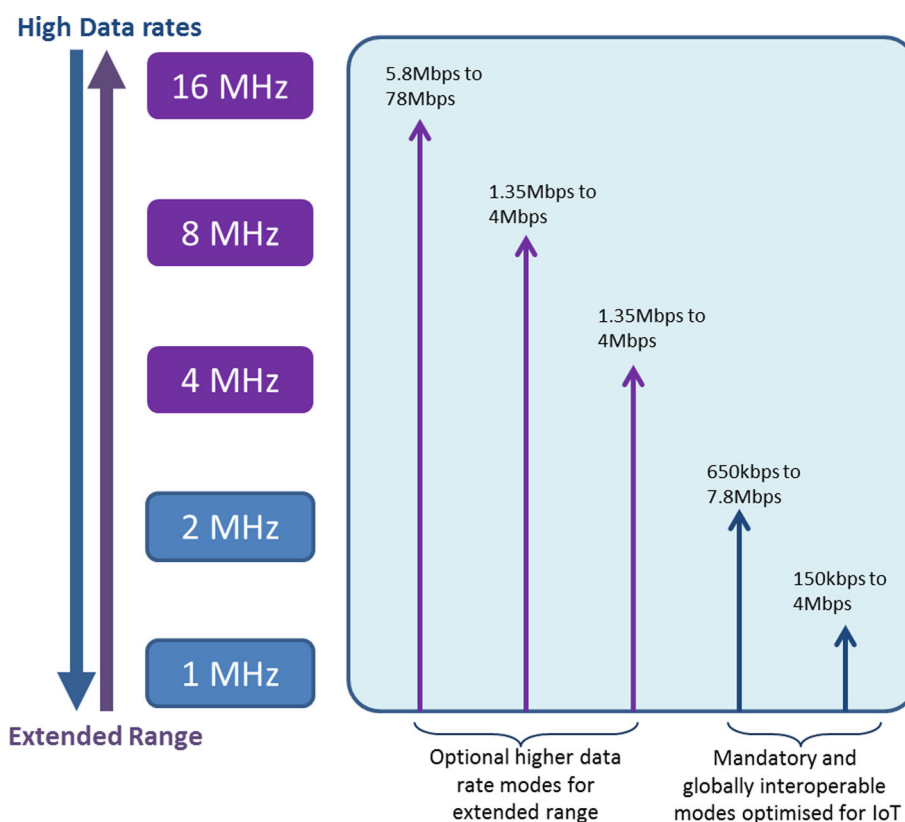 High Data rates
16 MHz
8 MHz
4 MHz
2 MHz
1 MHz
Extended Range
5.8Mbps to
78Mbps
1.35Mbps to
4Mbps
1.35Mbps to
4Mbps
650kbps to
7.8Mbps
150kbps to
4Mbps
Optional higher data
rate modes for
extended range
Mandatory and
globally interoperable
modes optimised for IoT